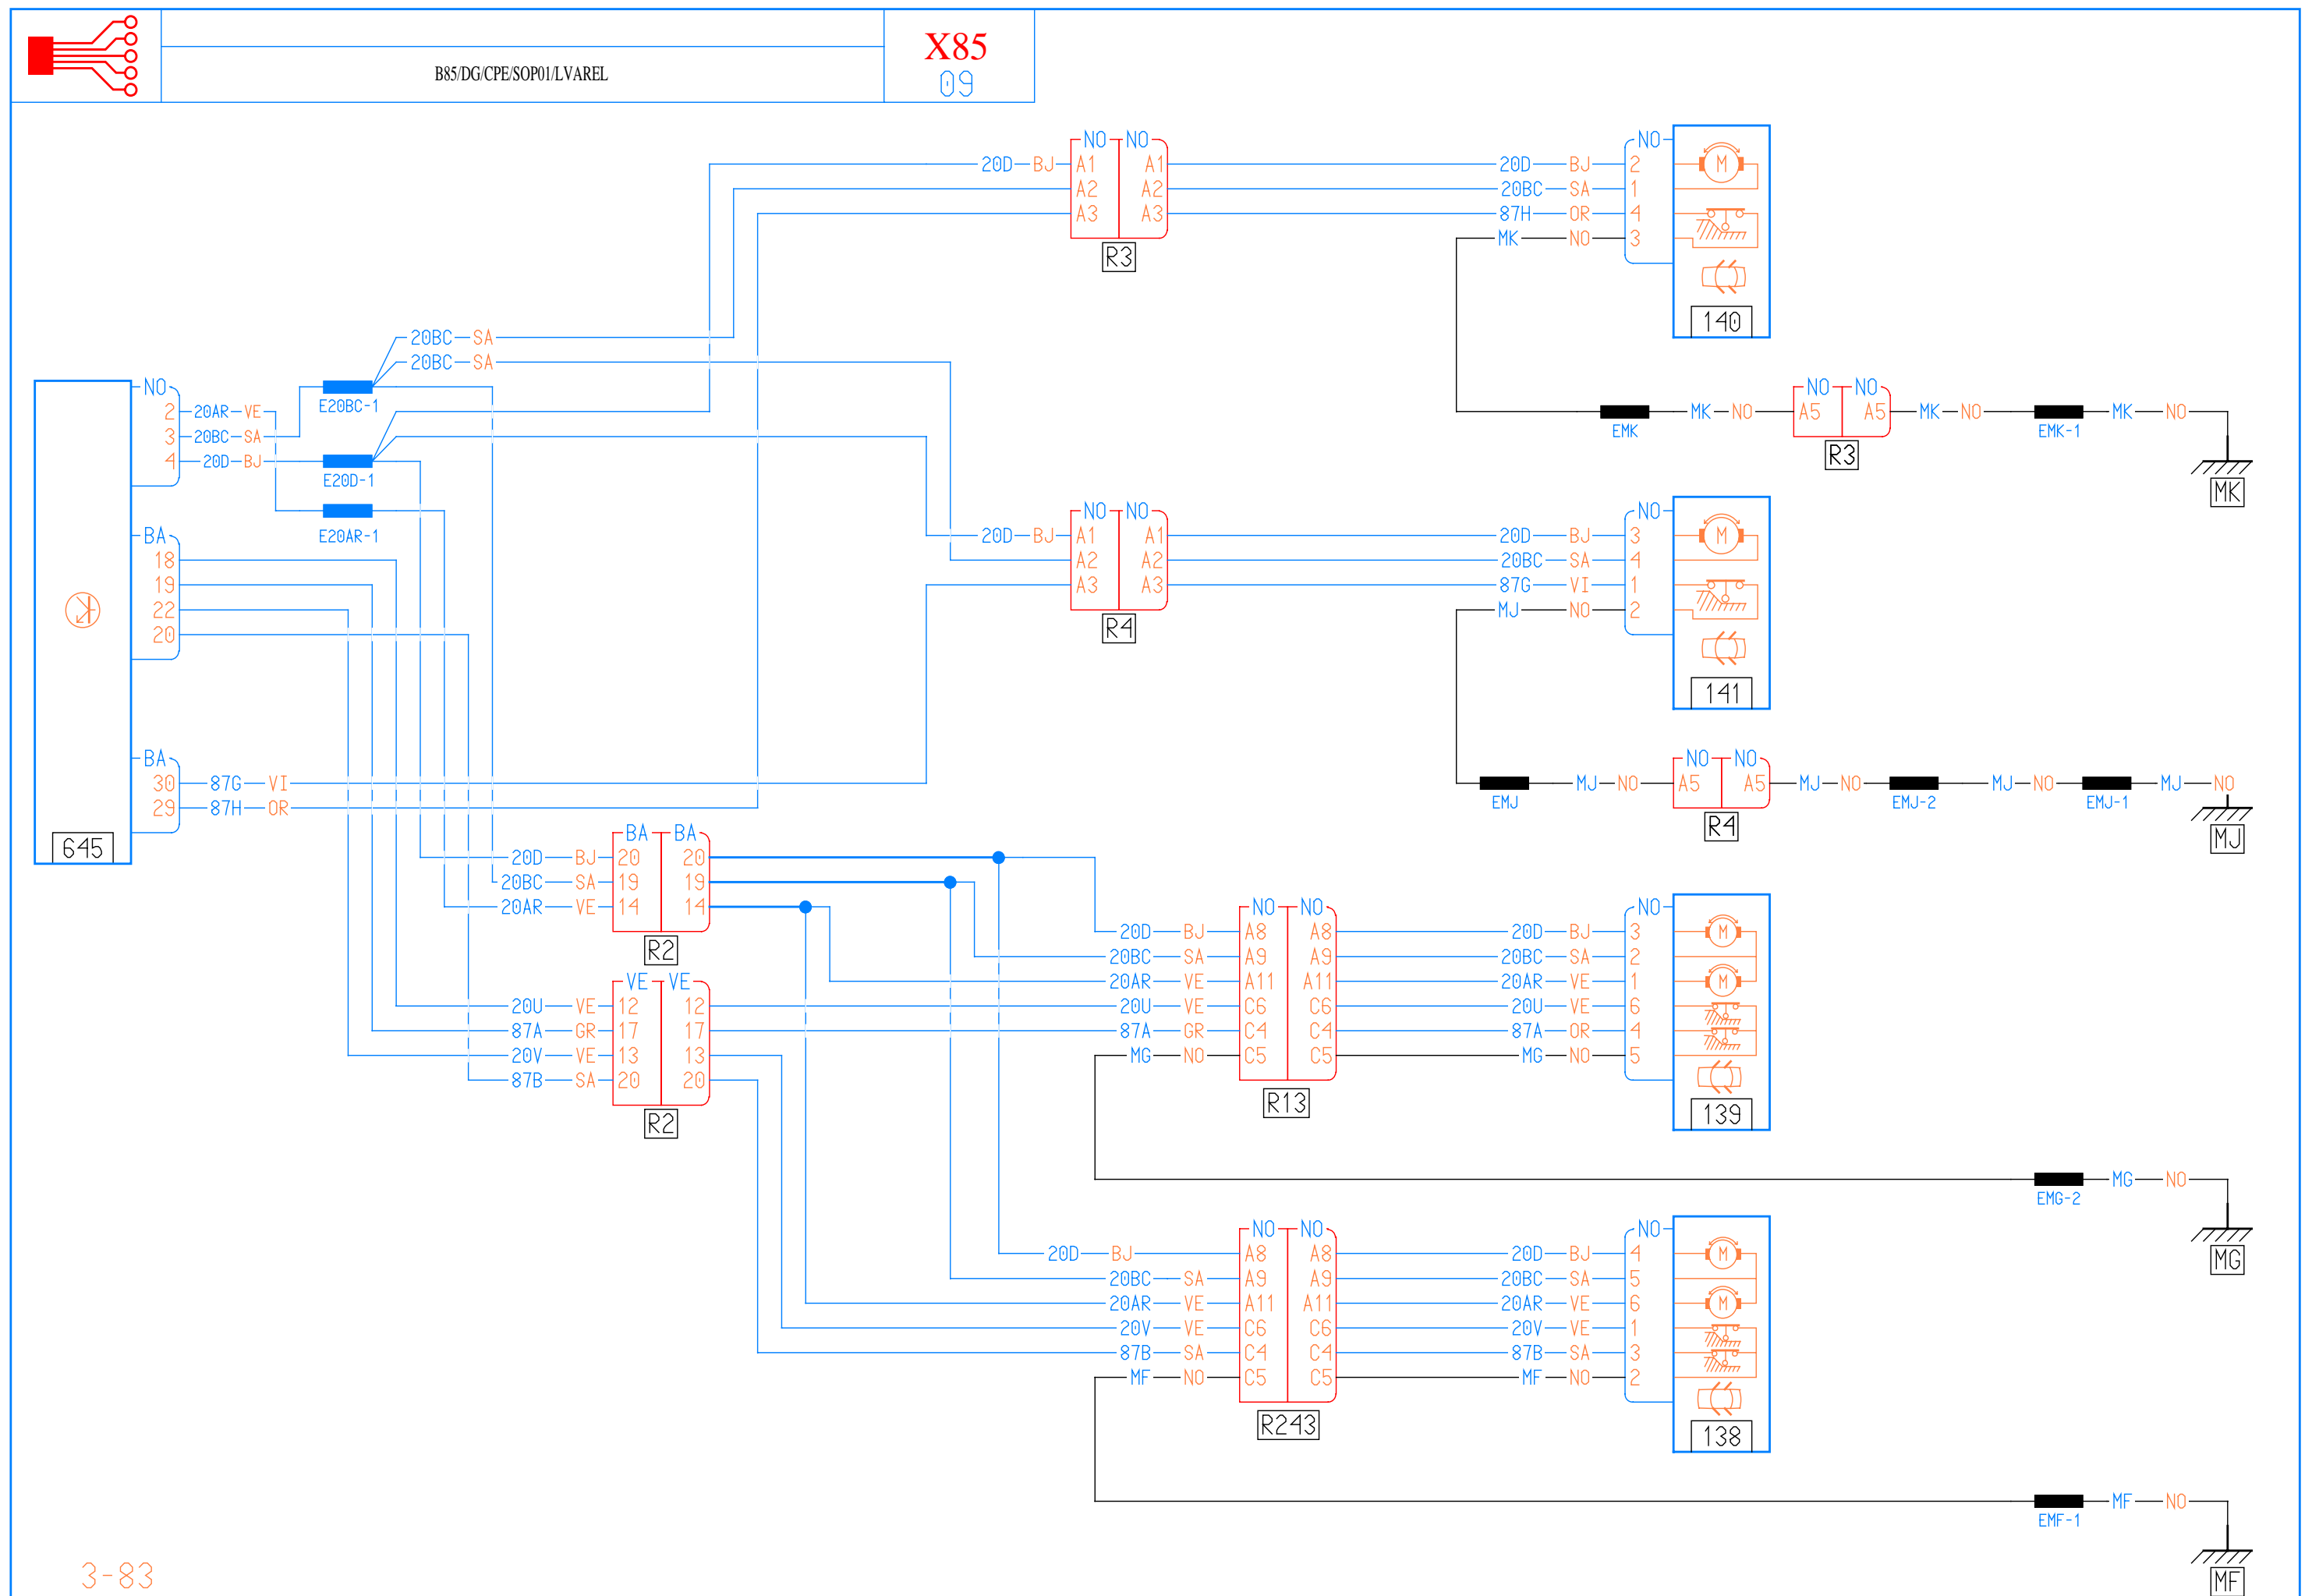 X85
B85/DG/CPE/SOP01/LVAREL
09
NO NO NO
20D BJ A1 A1 20D BJ 2 M
A2 A2 20BC SA 1
A3 A3 87H OR 4
MK NO 3
R3
140
20BC SA
20BC SA
NO E20BC-1 NO NO
2 20AR VE EMK MK NO A5 A5 MK NO EMK-1 MK NO
3 20BC SA
4 20D BJ E20D-1 R3
MK
E20AR-1
NO NO NO
BA 20D BJ A1 A1 20D BJ 3 M
18 A2 A2 20BC SA 4
19 A3 A3 87G VI 1
22 MJ NO 2
20 R4
141
BA NO NO
30 87G VI EMJ MJ NO A5 A5 MJ NO EMJ-2 MJ NO EMJ-1 MJ NO
29 87H OR R4 MJ
645
BA BA
20D BJ 20 20
20BC SA 19 19
20AR VE 14 14
R2
NO NO NO
20D BJ A8 A8 20D BJ 3 M
20BC SA A9 A9 20BC SA 2
20AR VE A11 A11 20AR VE 1 M
20U VE C6 C6 20U VE 6
87A GR C4 C4 87A OR 4
MG NO C5 C5 MG NO 5
R13
139
VE VE
20U VE 12 12
87A GR 17 17
20V VE 13 13
87B SA 20 20
R2
EMG-2 MG NO
MG
NO NO NO
20D BJ A8 A8 20D BJ 4 M
20BC SA A9 A9 20BC SA 5
20AR VE A11 A11 20AR VE 6 M
20V VE C6 C6 20V VE 1
87B SA C4 C4 87B SA 3
MF NO C5 C5 MF NO 2
R243
138
EMF-1 MF NO
MF
3-83